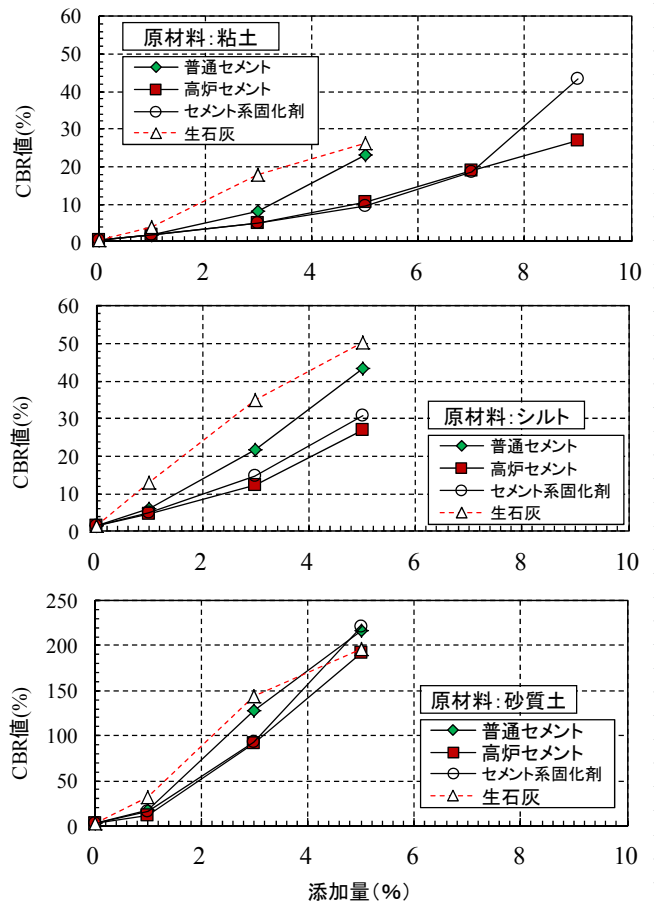 60
50
40
30
20
10
0
CBR値(%)
原材料:粘土
普通セメント
高炉セメント
セメント系固化剤
生石灰
0 2 4 6 8 10
60
50
40
30
20
10
0
CBR値(%)
原材料:シルト
普通セメント
高炉セメント
セメント系固化剤
生石灰
0 2 4 6 8 10
250
200
150
100
50
0
CBR値(%)
原材料:砂質土
普通セメント
高炉セメント
セメント系固化剤
生石灰
0 2 4 6 8 10
添加量(%)